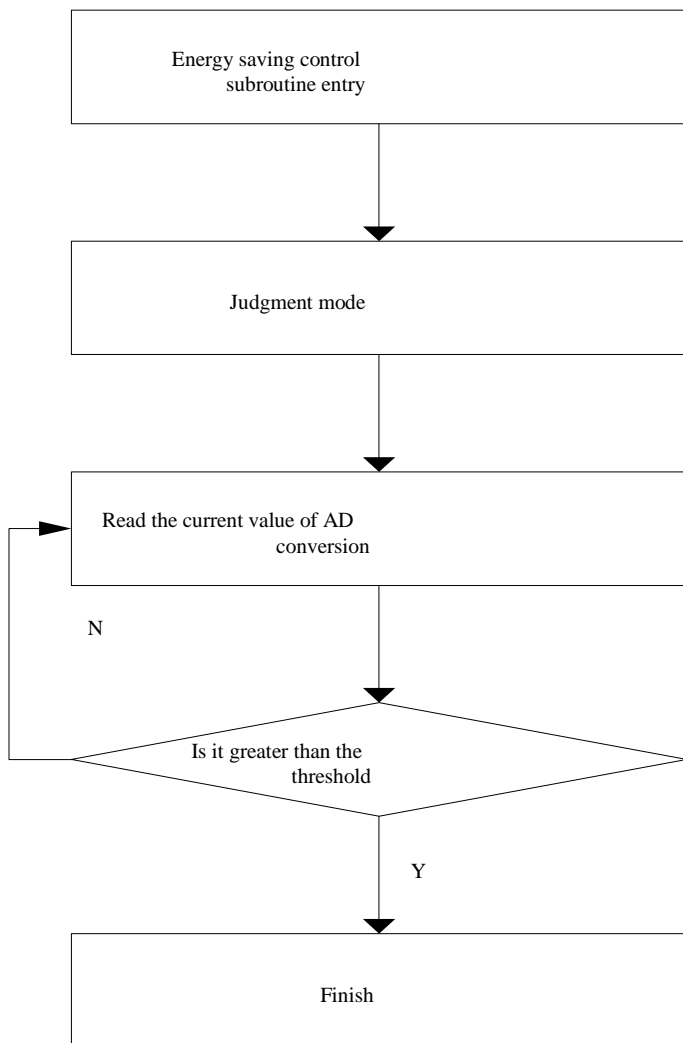 Energy saving control
subroutine entry
Judgment mode
Read the current value of AD
conversion
N
Is it greater than the
threshold
Y
Finish